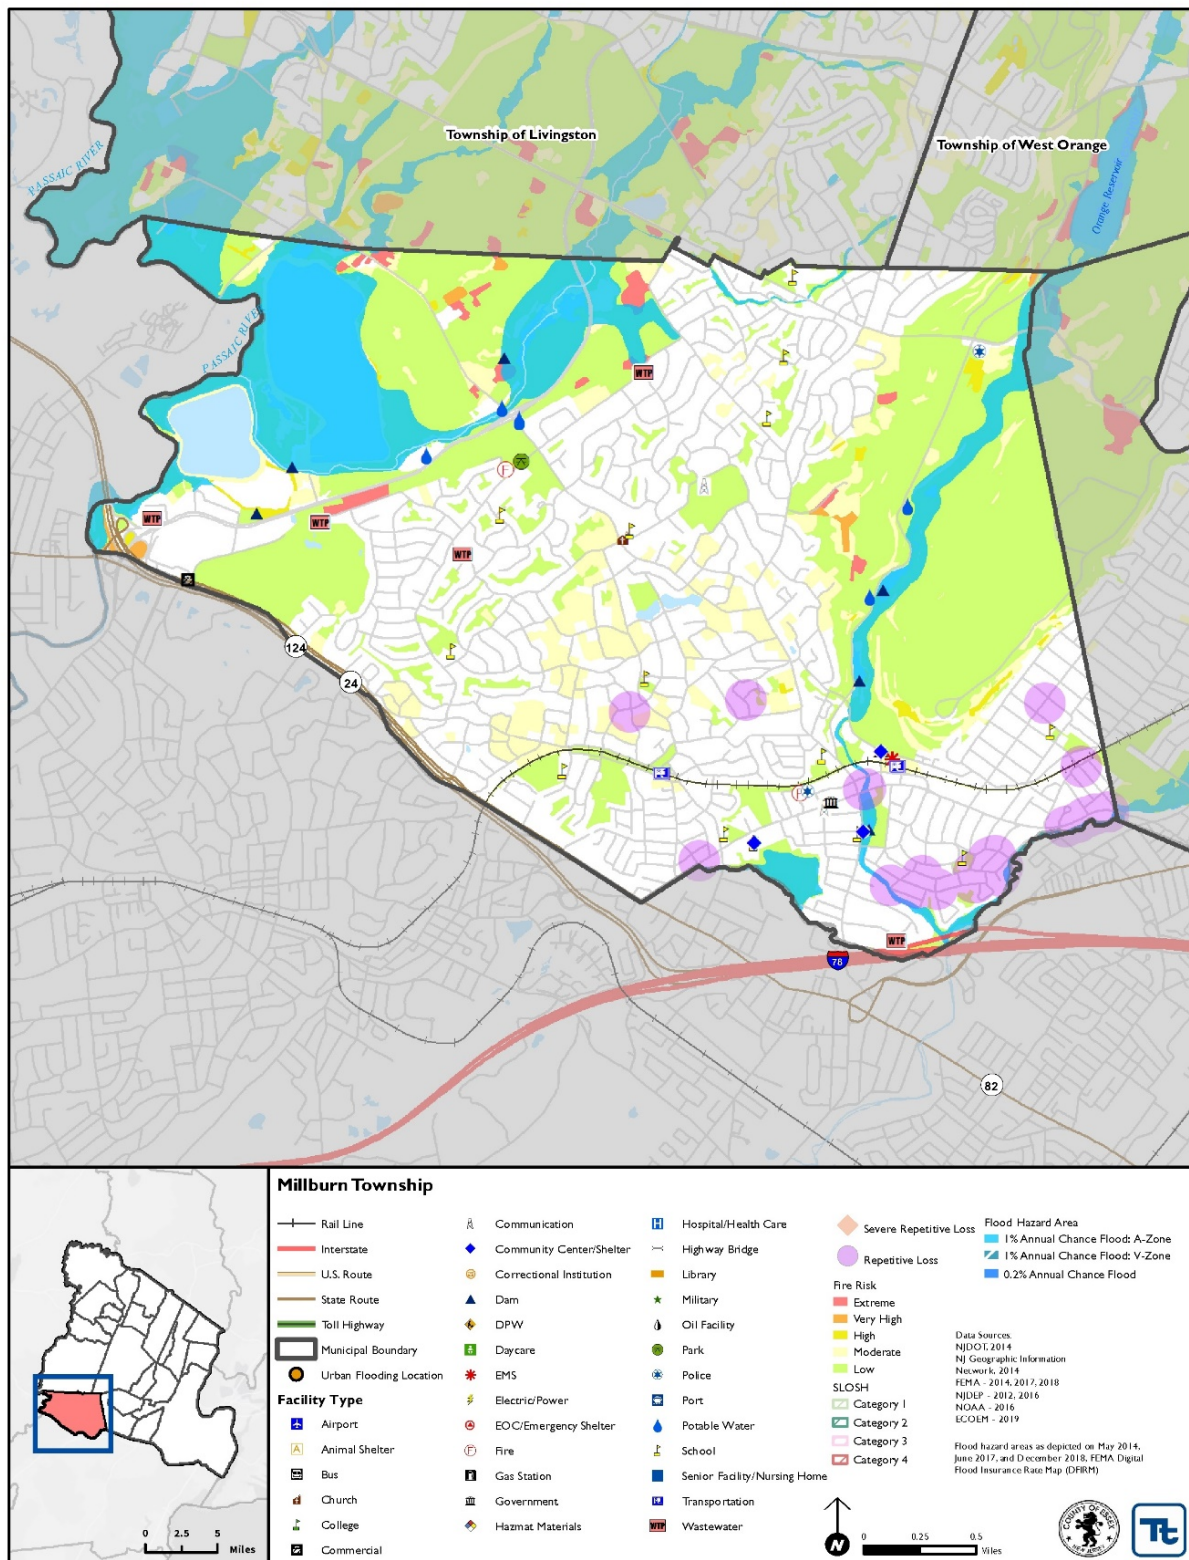 Township of Livingston
Township of West Orange
PASSAIC RIVER
Orange Reservoir
PASSAIC RIVER
WTP
WTP
WTP
WTP
124
24
WTP
78
82
Millburn Township
Rail Line
Interstate
U.S. Route
State Route
Toll Highway
Municipal Boundary
Urban Flooding Location
Facility Type
Airport
Animal Shelter
Bus
Church
College
Commercial
Communication
Community Center/Shelter
Correctional Institution
Dam
DPW
Daycare
EMS
Electric/Power
EOC/Emergency Shelter
Fire
Gas Station
Government
Hazmat Materials
Hospital/Health Care
Highway Bridge
Library
Military
Oil Facility
Park
Police
Port
Potable Water
School
Senior Facility/Nursing Home
Transportation
WTP Wastewater
Severe Repetitive Loss
Repetitive Loss
Fire Risk
Extreme
Very High
High
Moderate
Low
SLOSH
Category 1
Category 2
Category 3
Category 4
Flood Hazard Area
1% Annual Chance Flood: A-Zone
1% Annual Chance Flood: V-Zone
0.2% Annual Chance Flood
Data Sources:
NJDOT, 2014
NJ Geographic Information
Network, 2014
FEMA - 2014, 2017, 2018
NJDEP - 2012, 2016
NOAA - 2016
ECOEM - 2019
Flood hazard areas as depicted on May 2014,
June 2017, and December 2018, FEMA Digital
Flood Insurance Rate Map (DFIRM)
0 2.5 5
Miles
N
0 0.25 0.5
Miles
COUNTY OF ESSEX
NEW JERSEY
Tt